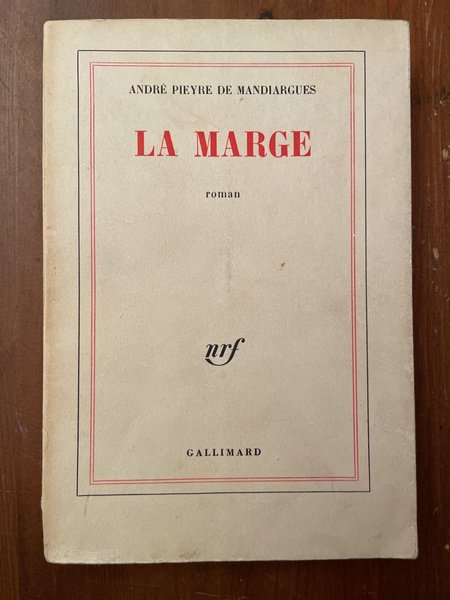 ANDRÉ PIEYRE DE MANDIARGUES
LA MARGE
roman
nrf
GALLIMARD